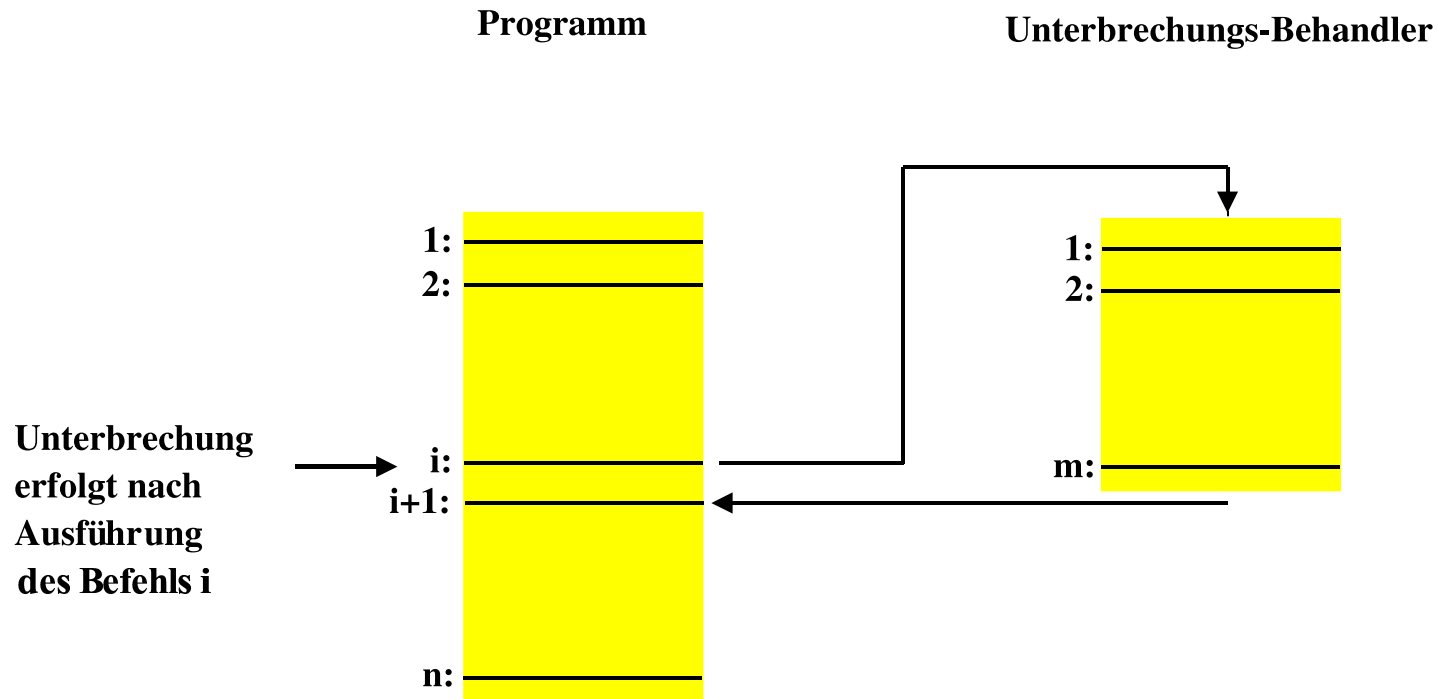 Programm
Unterbrechungs-Behandler
1:
2:
1:
2:
Unterbrechung
erfolgt nach
Ausführung
des Befehls i
i:
i+1:
m:
n: